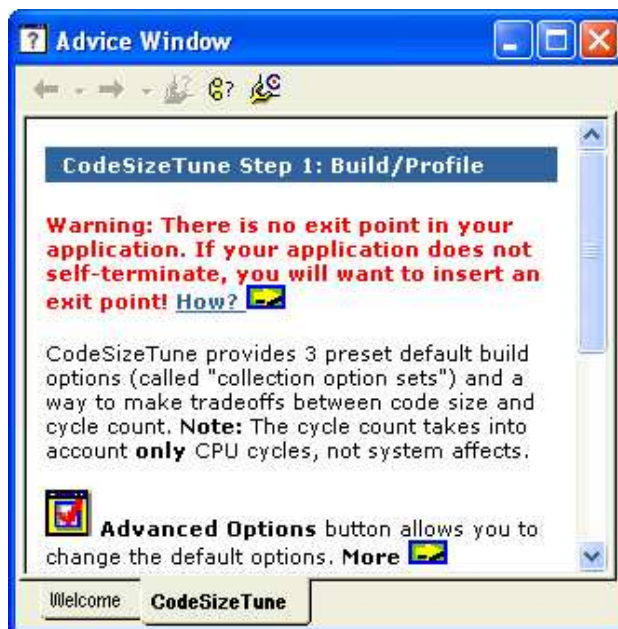 Advice Window
CodeSizeTune Step 1: Build/Profile
Warning: There is no exit point in your
application. If your application does not
self-terminate, you will want to insert an
exit point! How?
CodeSizeTune provides 3 preset default build
options (called "collection option sets") and a
way to make tradeoffs between code size and
cycle count. Note: The cycle count takes into
account only CPU cycles, not system affects.
Advanced Options button allows you to
change the default options. More
Welcome CodeSizeTune